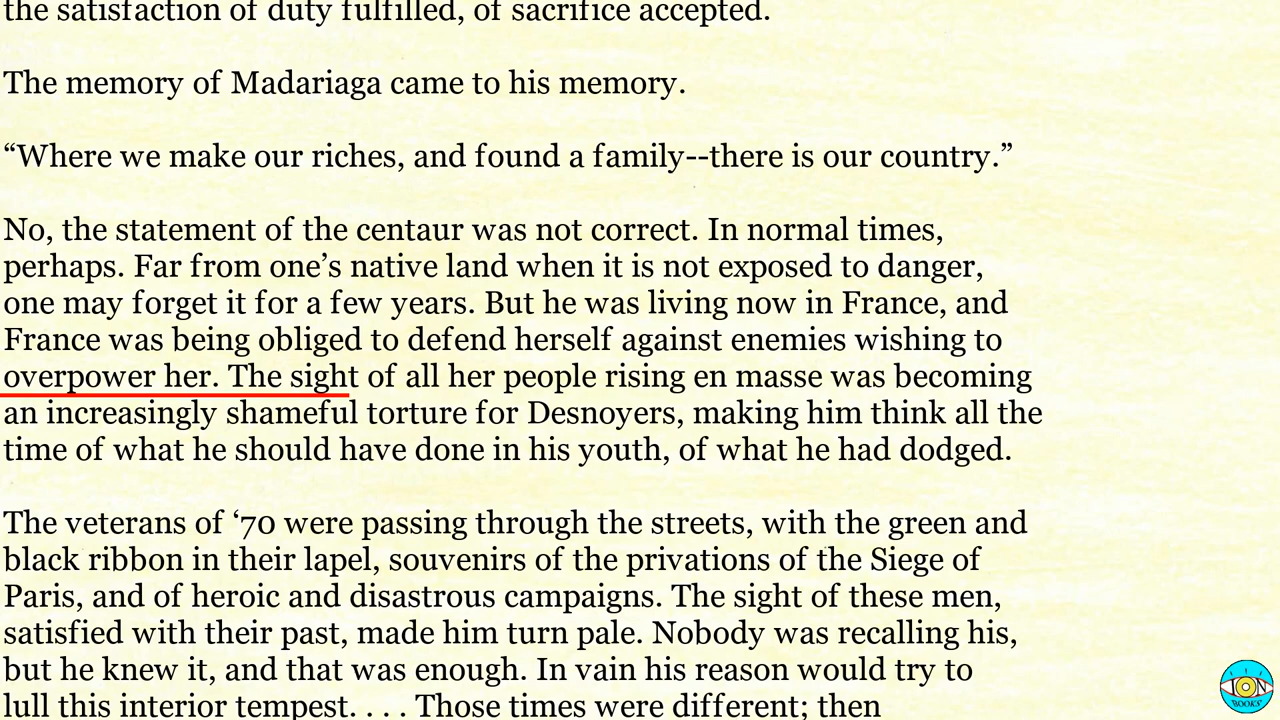 the satisfaction of duty fulfilled, of sacrifice accepted.
The memory of Madariaga came to his memory.
“Where we make our riches, and found a family--there is our country.”
No, the statement of the centaur was not correct. In normal times,
perhaps. Far from one’s native land when it is not exposed to danger,
one may forget it for a few years. But he was living now in France, and
France was being obliged to defend herself against enemies wishing to
overpower her. The sight of all her people rising en masse was becoming
an increasingly shameful torture for Desnoyers, making him think all the
time of what he should have done in his youth, of what he had dodged.
The veterans of ‘70 were passing through the streets, with the green and
black ribbon in their lapel, souvenirs of the privations of the Siege of
Paris, and of heroic and disastrous campaigns. The sight of these men,
satisfied with their past, made him turn pale. Nobody was recalling his,
but he knew it, and that was enough. In vain his reason would try to
lull this interior tempest. . . . Those times were different; then
ION
BOOKS